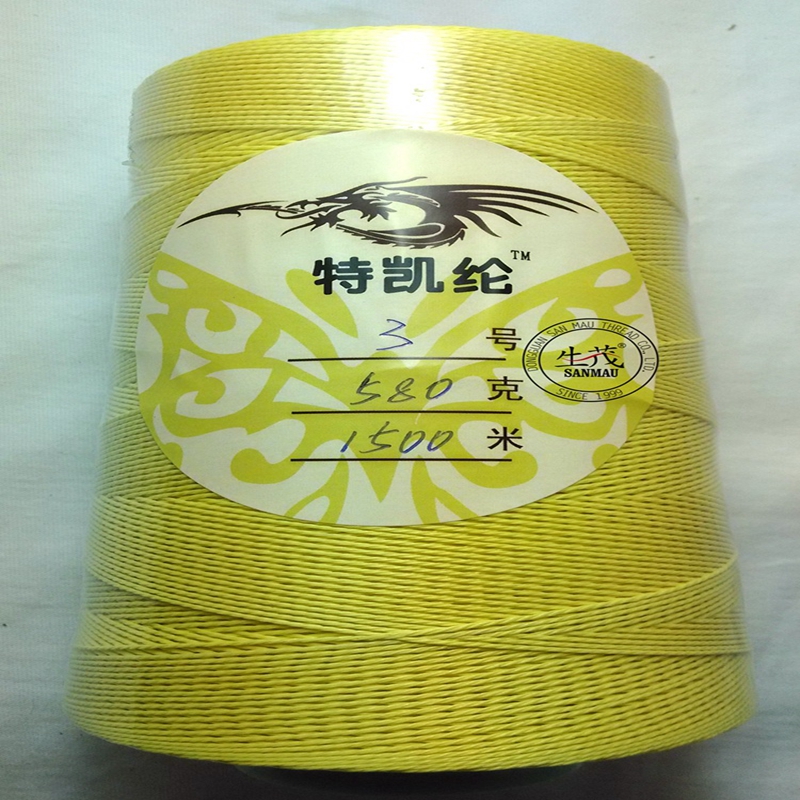 特凯纶™
3 号
580 克
1500 米
DONGGUAN SAN MAU THREAD CO., LTD.
生茂®
SANMAU
SINCE 1999